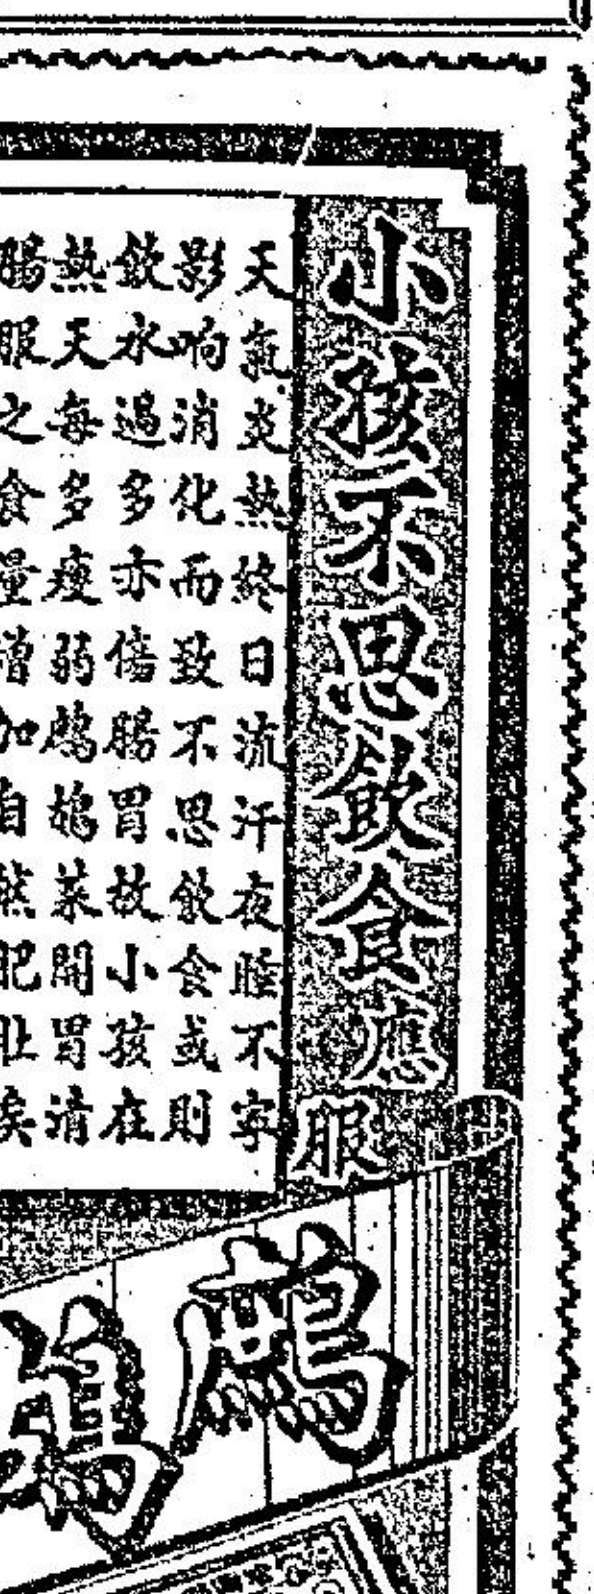 小孩不思飲食應服
天氣炎熱終日流汗夜睡不寧
影响消化而致不思飲食或則
飲水過多亦傷腸胃故小孩在
熱天每多瘦弱鷓鴣菜開胃清
腸服之食量增加自然肥壯矣
鷓鴣